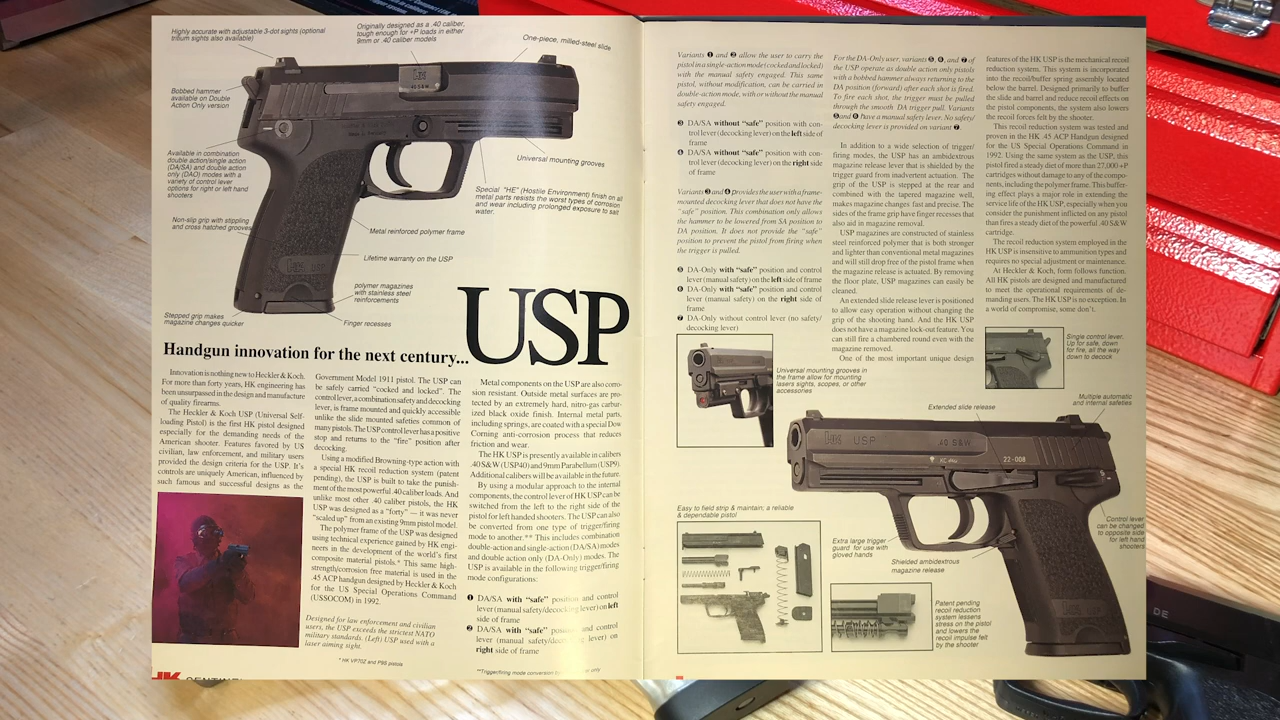 Highly accurate with adjustable 3-dot sights (optional
tritium sights also available)
Originally designed as a .40 caliber,
tough enough for +P loads in either
9mm or .40 caliber models
One-piece, milled-steel slide
Bobbed hammer
available on Double
Action Only version
Available in combination
double action/single action
(DA/SA) and double action
only (DAO) modes with a
variety of control lever
options for right or left hand
shooters
Non-slip grip with stippling
and cross hatched grooves
Universal mounting grooves
Special "HE" (Hostile Environment) finish on all
metal parts resists the worst types of corrosion
and wear including prolonged exposure to salt
water.
Metal reinforced polymer frame
Lifetime warranty on the USP
polymer magazines
with stainless steel
reinforcements
Stepped grip makes
magazine changes quicker
Finger recesses
USP
Handgun innovation for the next century...
Innovation is nothing new to Heckler & Koch.
For more than forty years, HK engineering has
been unsurpassed in the design and manufacture
of quality firearms.
The Heckler & Koch USP (Universal Self-
loading Pistol) is the first HK pistol designed
especially for the demanding needs of the
American shooter. Features favored by US
civilian, law enforcement, and military users
provided the design criteria for the USP. It's
controls are uniquely American, influenced by
such famous and successful designs as the
Government Model 1911 pistol. The USP can
be safely carried "cocked and locked". The
control lever, a combination safety and decocking
lever, is frame mounted and quickly accessible
unlike the slide mounted safeties common of
many pistols. The USP control lever has a positive
stop and returns to the "fire" position after
decocking.
Using a modified Browning-type action with
a special HK recoil reduction system (patent
pending), the USP is built to take the punish-
ment of the most powerful .40 caliber loads. And
unlike most other .40 caliber pistols, the HK
USP was designed as a "forty" — it was never
"scaled up" from an existing 9mm pistol model.
The polymer frame of the USP was designed
using technical experience gained by HK engi-
neers in the development of the world's first
composite material pistols.* This same high-
strength/corrosion free material is used in the
.45 ACP handgun designed by Heckler & Koch
for the US Special Operations Command
(USSOCOM) in 1992.
Designed for law enforcement and civilian
users, the USP exceeds the strictest NATO
military standards. (Left) USP used with a
laser aiming sight.
* HK VP70Z and P9S pistols
Metal components on the USP are also corro-
sion resistant. Outside metal surfaces are pro-
tected by an extremely hard, nitro-gas carbur-
ized black oxide finish. Internal metal parts,
including springs, are coated with a special Dow
Corning anti-corrosion process that reduces
friction and wear.
The HK USP is presently available in calibers
.40 S&W (USP40) and 9mm Parabellum (USP9).
Additional calibers will be available in the future.
By using a modular approach to the internal
components, the control lever of HK USP can be
switched from the left to the right side of the
pistol for left handed shooters. The USP can also
be converted from one type of trigger/firing
mode to another.** This includes combination
double-action and single-action (DA/SA) modes
and double action only (DA-Only) modes. The
USP is available in the following trigger/firing
mode configurations:
❶ DA/SA with "safe" position and control
lever (manual safety/decocking lever) on left
side of frame
❷ DA/SA with "safe" position and control
lever (manual safety/decocking lever) on
right side of frame
**Trigger/firing mode conversion only
Variants ❶ and ❷ allow the user to carry the
pistol in a single-action mode (cocked and locked)
with the manual safety engaged. This same
pistol, without modification, can be carried in
double-action mode, with or without the manual
safety engaged.
❸ DA/SA without "safe" position with con-
trol lever (decocking lever) on the left side of
frame
❹ DA/SA without "safe" position with con-
trol lever (decocking lever) on the right side
of frame
Variants ❸ and ❹ provides the user with a frame-
mounted decocking lever that does not have the
"safe" position. This combination only allows
the hammer to be lowered from SA position to
DA position. It does not provide the "safe"
position to prevent the pistol from firing when
the trigger is pulled.
❺ DA-Only with "safe" position and control
lever (manual safety) on the left side of frame
❻ DA-Only with "safe" position and control
lever (manual safety) on the right side of
frame
❼ DA-Only without control lever (no safety/
decocking lever)
Universal mounting grooves in
the frame allow for mounting
lasers sights, scopes, or other
accessories
For the DA-Only user, variants ❺, ❻, and ❼ of
the USP operate as double action only pistols
with a bobbed hammer always returning to the
DA position (forward) after each shot is fired.
To fire each shot, the trigger must be pulled
through the smooth DA trigger pull. Variants
❺ and ❻ have a manual safety lever. No safety/
decocking lever is provided on variant ❼.
In addition to a wide selection of trigger/
firing modes, the USP has an ambidextrous
magazine release lever that is shielded by the
trigger guard from inadvertent actuation. The
grip of the USP is stepped at the rear and
combined with the tapered magazine well,
makes magazine changes fast and precise. The
sides of the frame grip have finger recesses that
also aid in magazine removal.
USP magazines are constructed of stainless
steel reinforced polymer that is both stronger
and lighter than conventional metal magazines
and will still drop free of the pistol frame when
the magazine release is actuated. By removing
the floor plate, USP magazines can easily be
cleaned.
An extended slide release lever is positioned
to allow easy operation without changing the
grip of the shooting hand. And the HK USP
does not have a magazine lock-out feature. You
can still fire a chambered round even with the
magazine removed.
One of the most important unique design
features of the HK USP is the mechanical recoil
reduction system. This system is incorporated
into the recoil/buffer spring assembly located
below the barrel. Designed primarily to buffer
the slide and barrel and reduce recoil effects on
the pistol components, the system also lowers
the recoil forces felt by the shooter.
This recoil reduction system was tested and
proven in the HK .45 ACP Handgun designed
for the US Special Operations Command in
1992. Using the same system as the USP, this
pistol fired a steady diet of more than 27,000 +P
cartridges without damage to any of the compo-
nents, including the polymer frame. This buffer-
ing effect plays a major role in extending the
service life of the HK USP, especially when you
consider the punishment inflicted on any pistol
than fires a steady diet of the powerful .40 S&W
cartridge.
The recoil reduction system employed in the
HK USP is insensitive to ammunition types and
requires no special adjustment or maintenance.
At Heckler & Koch, form follows function.
All HK pistols are designed and manufactured
to meet the operational requirements of de-
manding users. The HK USP is no exception. In
a world of compromise, some don't.
Single control lever.
Up for safe, down
for fire, all the way
down to decock
Extended slide release
Multiple automatic
and internal safeties
HK USP .40 S&W
22-008
Easy to field strip & maintain; a reliable
& dependable pistol
Extra large trigger
guard for use with
gloved hands
Shielded ambidextrous
magazine release
Control lever
can be changed
to opposite side
for left hand
shooters
Patent pending
recoil reduction
system lessens
stress on the pistol
and lowers the
recoil impulse felt
by the shooter
DE